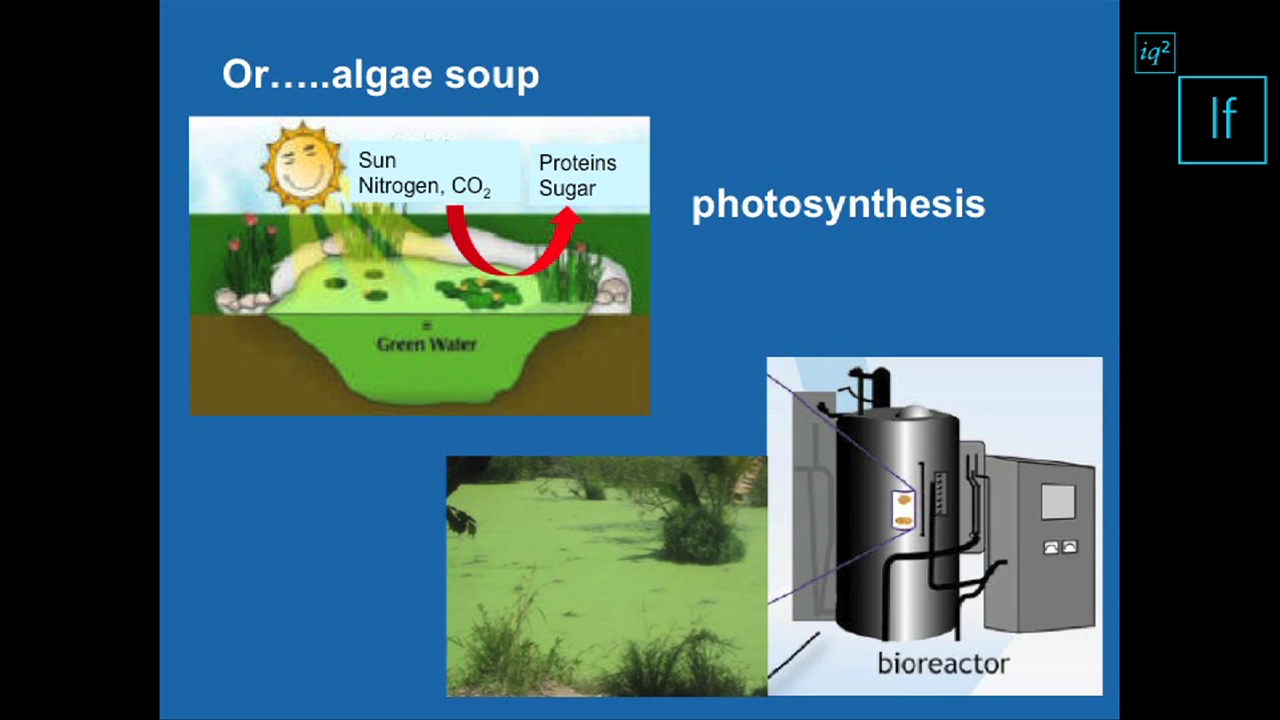 Or…..algae soup
iq²
If
Sun
Nitrogen, CO₂
Proteins
Sugar
photosynthesis
Green Water
bioreactor